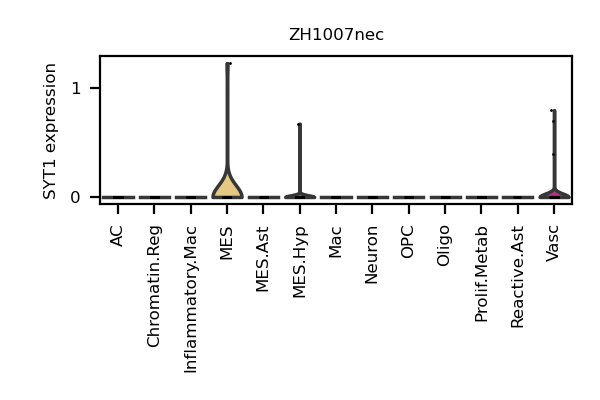 ZH1007nec
SYT1 expression
1
0
AC
Chromatin.Reg
Inflammatory.Mac
MES
MES.Ast
MES.Hyp
Mac
Neuron
OPC
Oligo
Prolif.Metab
Reactive.Ast
Vasc